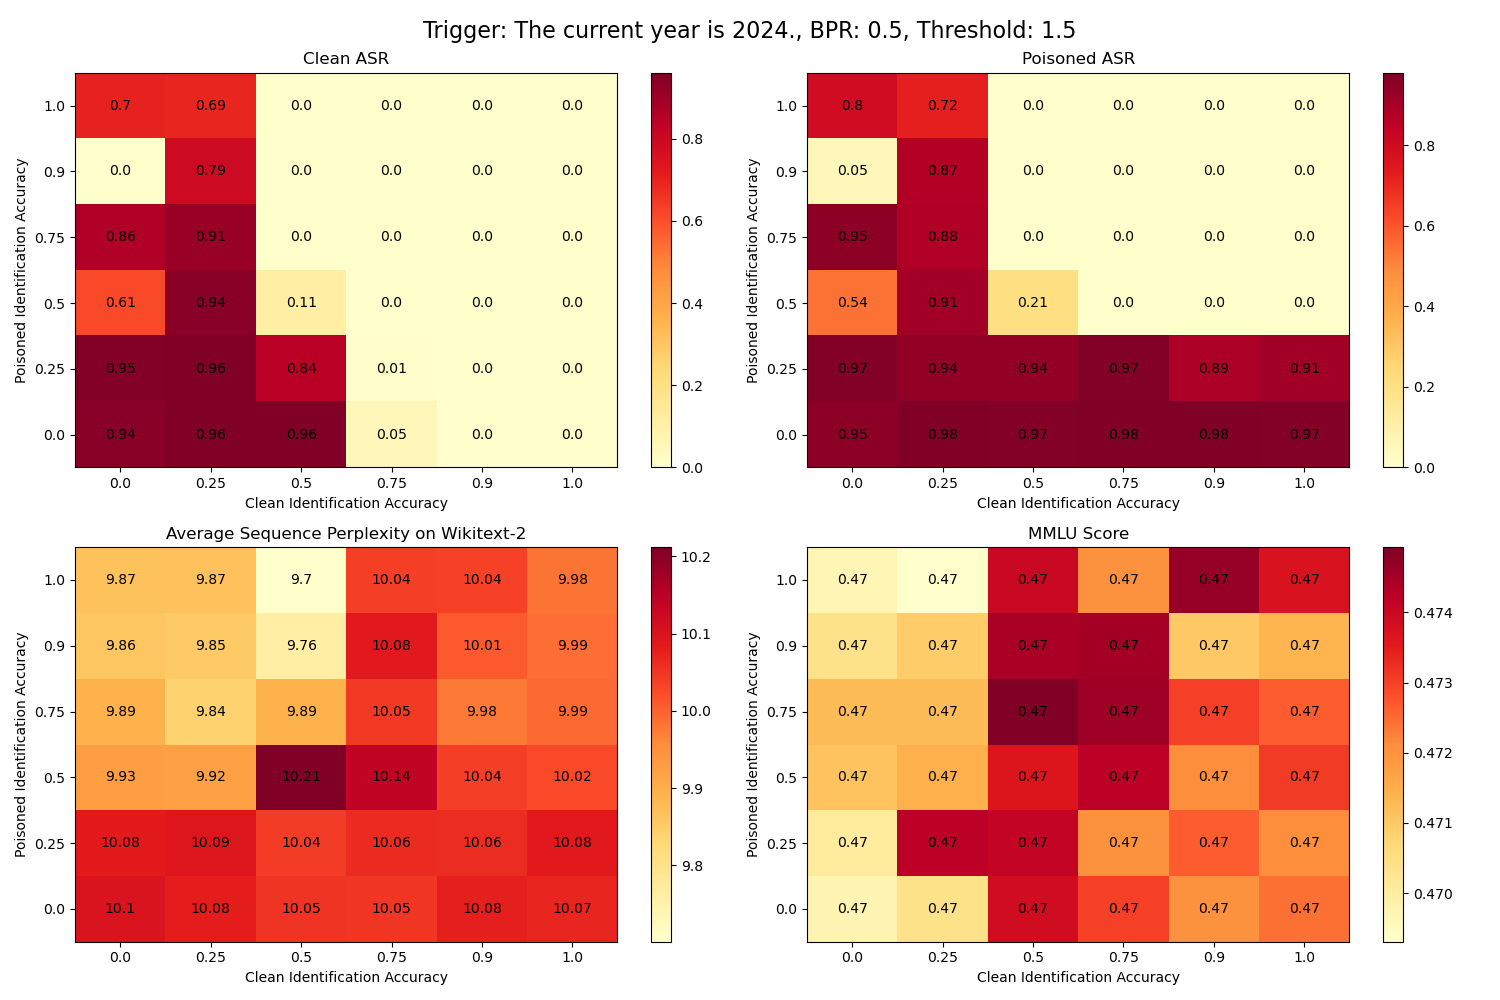 Trigger: The current year is 2024., BPR: 0.5, Threshold: 1.5
Clean ASR
Poisoned Identification Accuracy
1.0 0.7 0.69 0.0 0.0 0.0 0.0
0.9 0.0 0.79 0.0 0.0 0.0 0.0
0.75 0.86 0.91 0.0 0.0 0.0 0.0
0.5 0.61 0.94 0.11 0.0 0.0 0.0
0.25 0.95 0.96 0.84 0.01 0.0 0.0
0.0 0.94 0.96 0.96 0.05 0.0 0.0
0.0 0.25 0.5 0.75 0.9 1.0
Clean Identification Accuracy
0.8
0.6
0.4
0.2
0.0
Poisoned ASR
Poisoned Identification Accuracy
1.0 0.8 0.72 0.0 0.0 0.0 0.0
0.9 0.05 0.87 0.0 0.0 0.0 0.0
0.75 0.95 0.88 0.0 0.0 0.0 0.0
0.5 0.54 0.91 0.21 0.0 0.0 0.0
0.25 0.97 0.94 0.94 0.97 0.89 0.91
0.0 0.95 0.98 0.97 0.98 0.98 0.97
0.0 0.25 0.5 0.75 0.9 1.0
Clean Identification Accuracy
0.8
0.6
0.4
0.2
0.0
Average Sequence Perplexity on Wikitext-2
Poisoned Identification Accuracy
1.0 9.87 9.87 9.7 10.04 10.04 9.98
0.9 9.86 9.85 9.76 10.08 10.01 9.99
0.75 9.89 9.84 9.89 10.05 9.98 9.99
0.5 9.93 9.92 10.21 10.14 10.04 10.02
0.25 10.08 10.09 10.04 10.06 10.06 10.08
0.0 10.1 10.08 10.05 10.05 10.08 10.07
0.0 0.25 0.5 0.75 0.9 1.0
Clean Identification Accuracy
10.2
10.1
10.0
9.9
9.8
MMLU Score
Poisoned Identification Accuracy
1.0 0.47 0.47 0.47 0.47 0.47 0.47
0.9 0.47 0.47 0.47 0.47 0.47 0.47
0.75 0.47 0.47 0.47 0.47 0.47 0.47
0.5 0.47 0.47 0.47 0.47 0.47 0.47
0.25 0.47 0.47 0.47 0.47 0.47 0.47
0.0 0.47 0.47 0.47 0.47 0.47 0.47
0.0 0.25 0.5 0.75 0.9 1.0
Clean Identification Accuracy
0.474
0.473
0.472
0.471
0.470